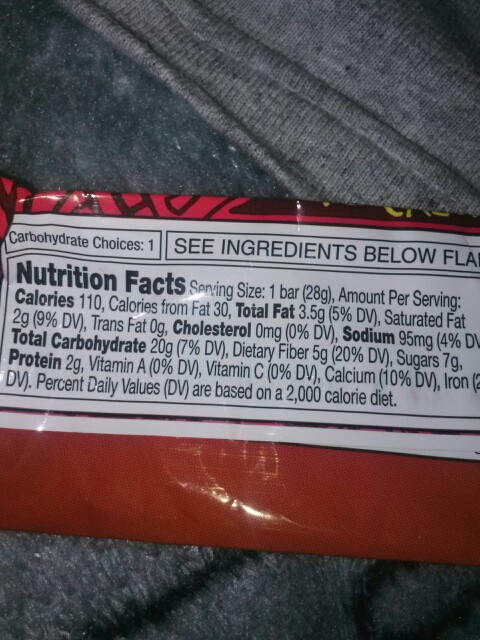 Carbohydrate Choices: 1
SEE INGREDIENTS BELOW
Nutrition Facts Serving Size: 1 bar (28g), Amount Per Serving:
Calories 110, Calories from Fat 30, Total Fat 3.5g (5% DV), Saturated Fat
2g (9% DV), Trans Fat 0g, Cholesterol 0mg (0% DV), Sodium 95mg (4% DV
Total Carbohydrate 20g (7% DV), Dietary Fiber 5g (20% DV), Sugars 7g,
Protein 2g, Vitamin A (0% DV), Vitamin C (0% DV), Calcium (10% DV), Iron (2
DV). Percent Daily Values (DV) are based on a 2,000 calorie diet.